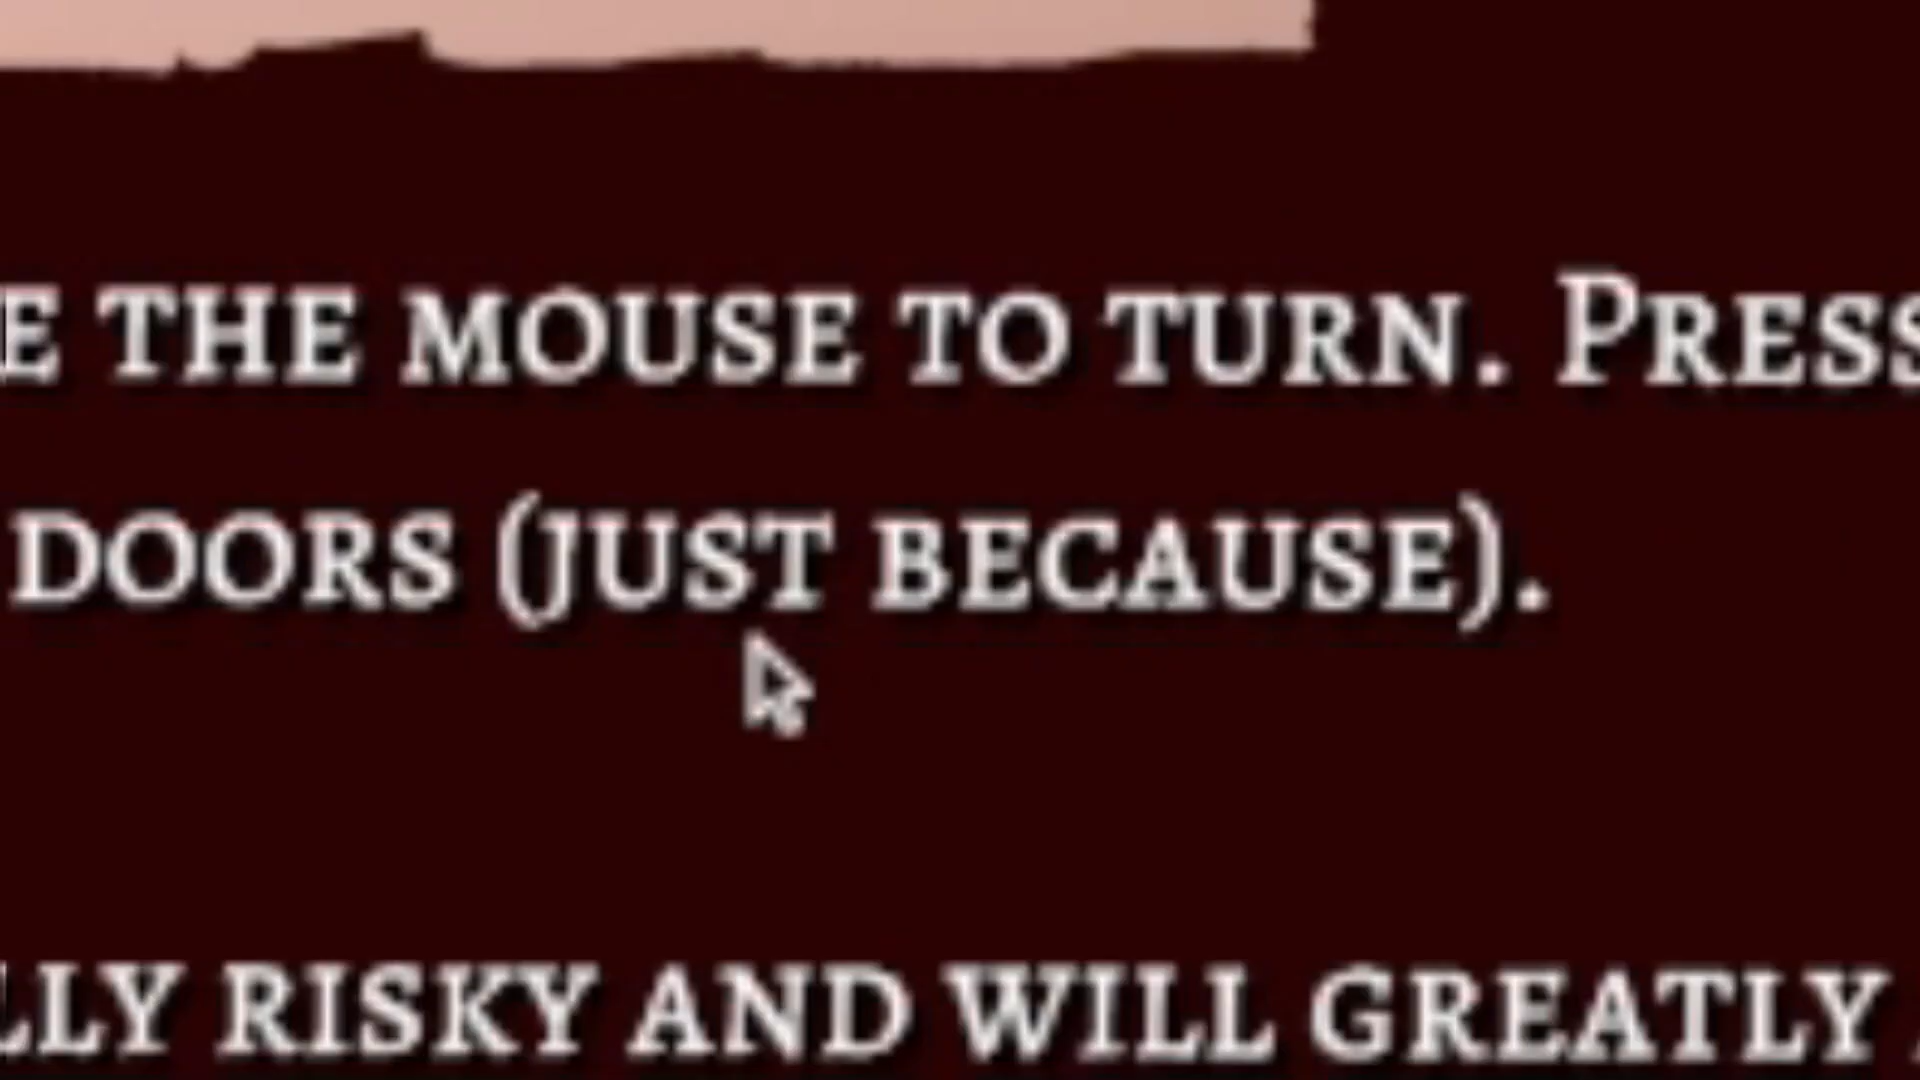 E THE MOUSE TO TURN. PRESS
DOORS (JUST BECAUSE).
LLY RISKY AND WILL GREATLY